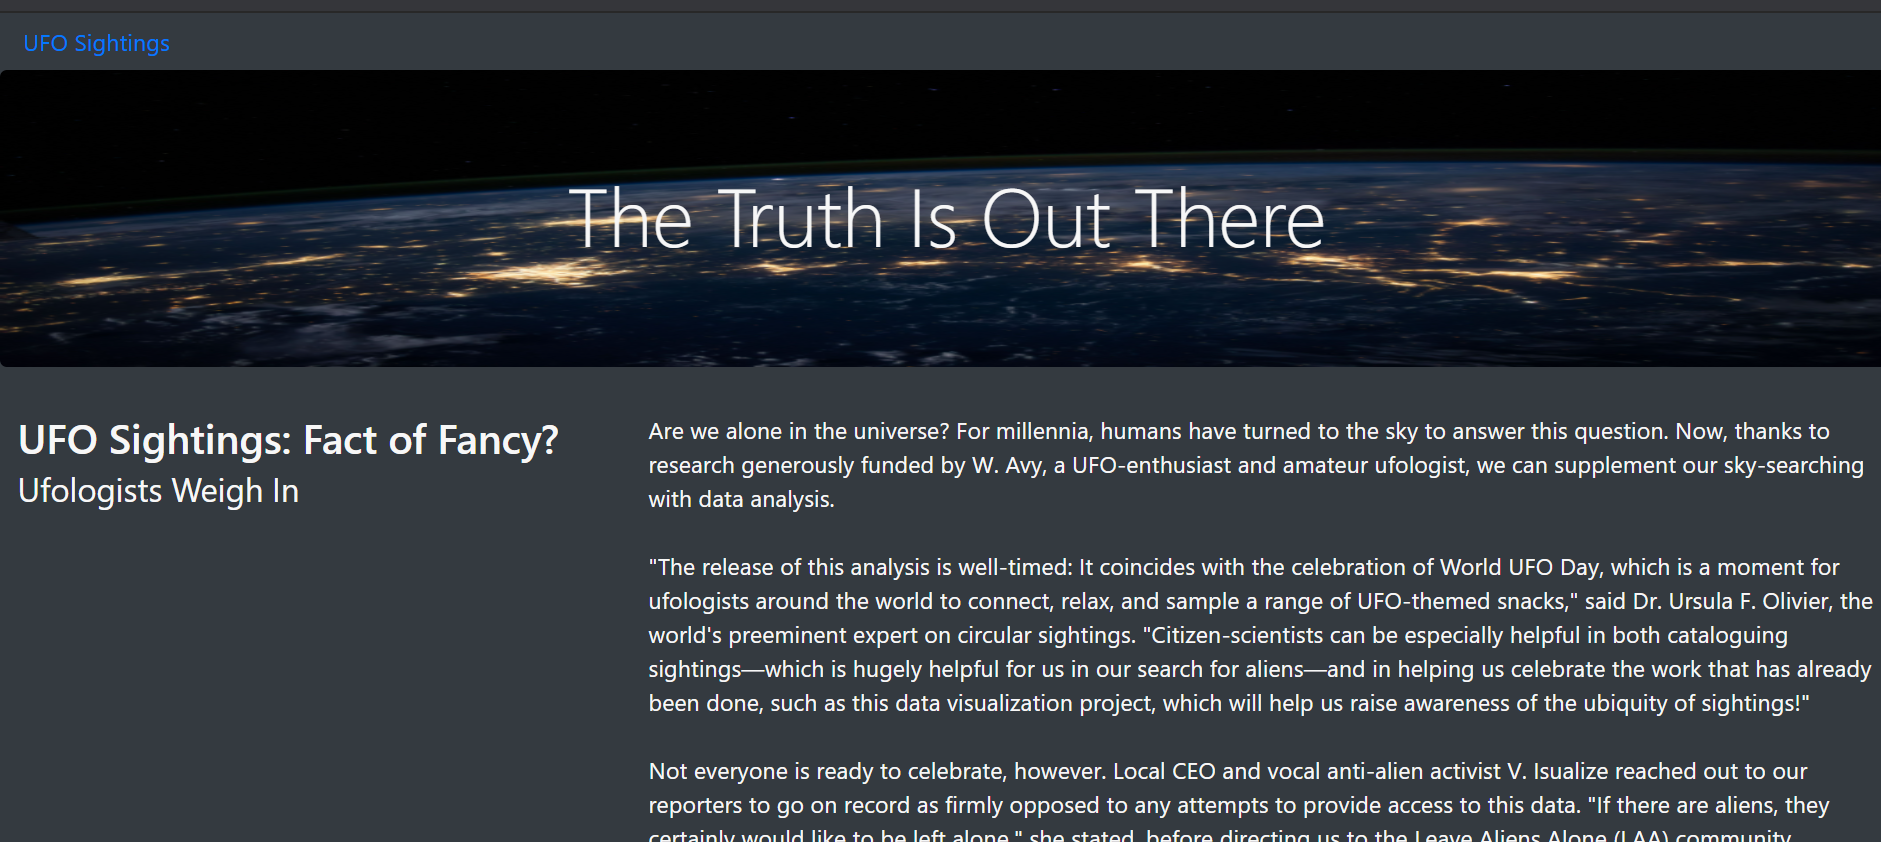 UFO Sightings
The Truth Is Out There
UFO Sightings: Fact of Fancy?
Ufologists Weigh In
Are we alone in the universe? For millennia, humans have turned to the sky to answer this question. Now, thanks to
research generously funded by W. Avy, a UFO-enthusiast and amateur ufologist, we can supplement our sky-searching
with data analysis.
"The release of this analysis is well-timed: It coincides with the celebration of World UFO Day, which is a moment for
ufologists around the world to connect, relax, and sample a range of UFO-themed snacks," said Dr. Ursula F. Olivier, the
world's preeminent expert on circular sightings. "Citizen-scientists can be especially helpful in both cataloguing
sightings—which is hugely helpful for us in our search for aliens—and in helping us celebrate the work that has already
been done, such as this data visualization project, which will help us raise awareness of the ubiquity of sightings!"
Not everyone is ready to celebrate, however. Local CEO and vocal anti-alien activist V. Isualize reached out to our
reporters to go on record as firmly opposed to any attempts to provide access to this data. "If there are aliens, they
certainly would like to be left alone," she stated, before directing us to the Leave Aliens Alone (LAA) community